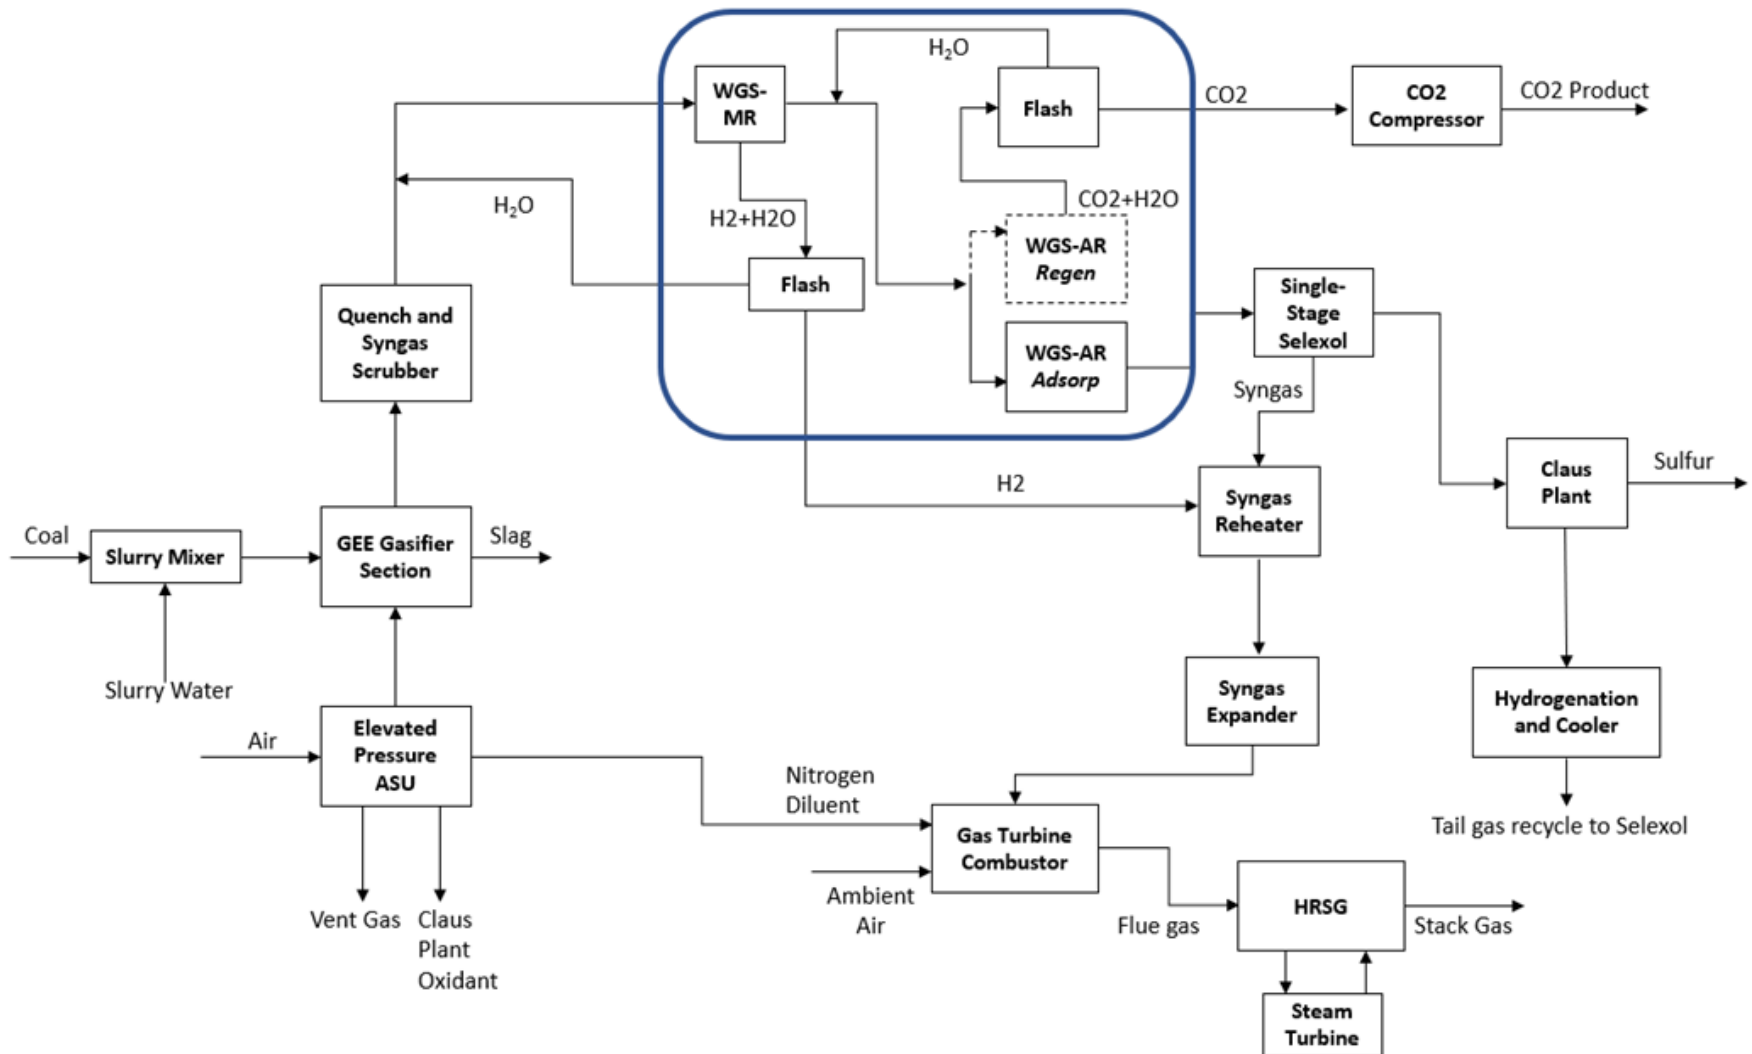 H₂O
WGS-
MR
Flash
CO2
CO2
Compressor
CO2 Product
H₂O
H2+H2O
CO2+H2O
WGS-AR
Regen
Flash
Quench and
Syngas
Scrubber
WGS-AR
Adsorp
Single-
Stage
Selexol
Syngas
H2
Syngas
Reheater
Claus
Plant
Sulfur
Coal
Slurry Mixer
GEE Gasifier
Section
Slag
Slurry Water
Syngas
Expander
Hydrogenation
and Cooler
Air
Elevated
Pressure
ASU
Nitrogen
Diluent
Gas Turbine
Combustor
Tail gas recycle to Selexol
Ambient
Air
Vent Gas
Claus
Plant
Oxidant
Flue gas
HRSG
Stack Gas
Steam
Turbine